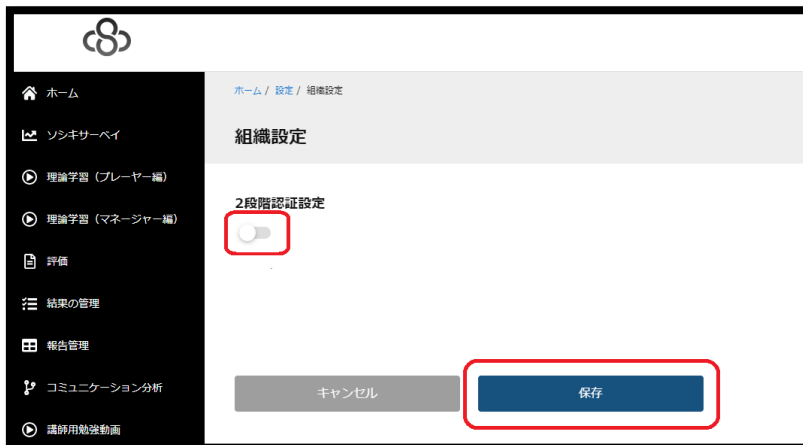 ホーム
ソシキサーベイ
理論学習（プレーヤー編）
理論学習（マネージャー編）
評価
結果の管理
報告管理
コミュニケーション分析
講師用勉強動画
ホーム / 設定 / 組織設定
組織設定
2段階認証設定
キャンセル
保存